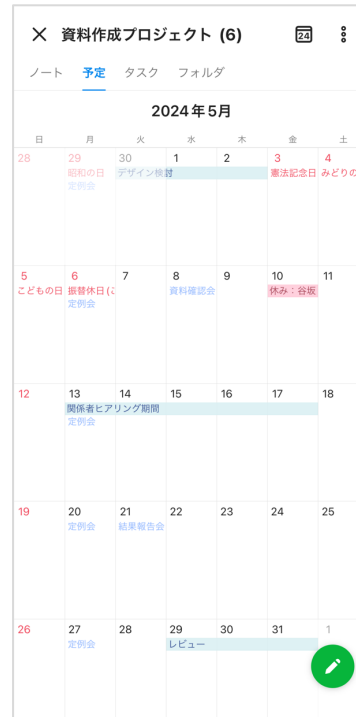 資料作成プロジェクト (6)
24
ノート 予定 タスク フォルダ
2024年5月
日 月 火 水 木 金 土
28 29 30 1 2 3 4
昭和の日 デザイン検討 憲法記念日 みどりの
定例会
5 6 7 8 9 10 11
こどもの日 振替休日 (こ 資料確認会 休み：谷坂
定例会
12 13 14 15 16 17 18
関係者ヒアリング期間
定例会
19 20 21 22 23 24 25
定例会 結果報告会
26 27 28 29 30 31 1
定例会 レビュー